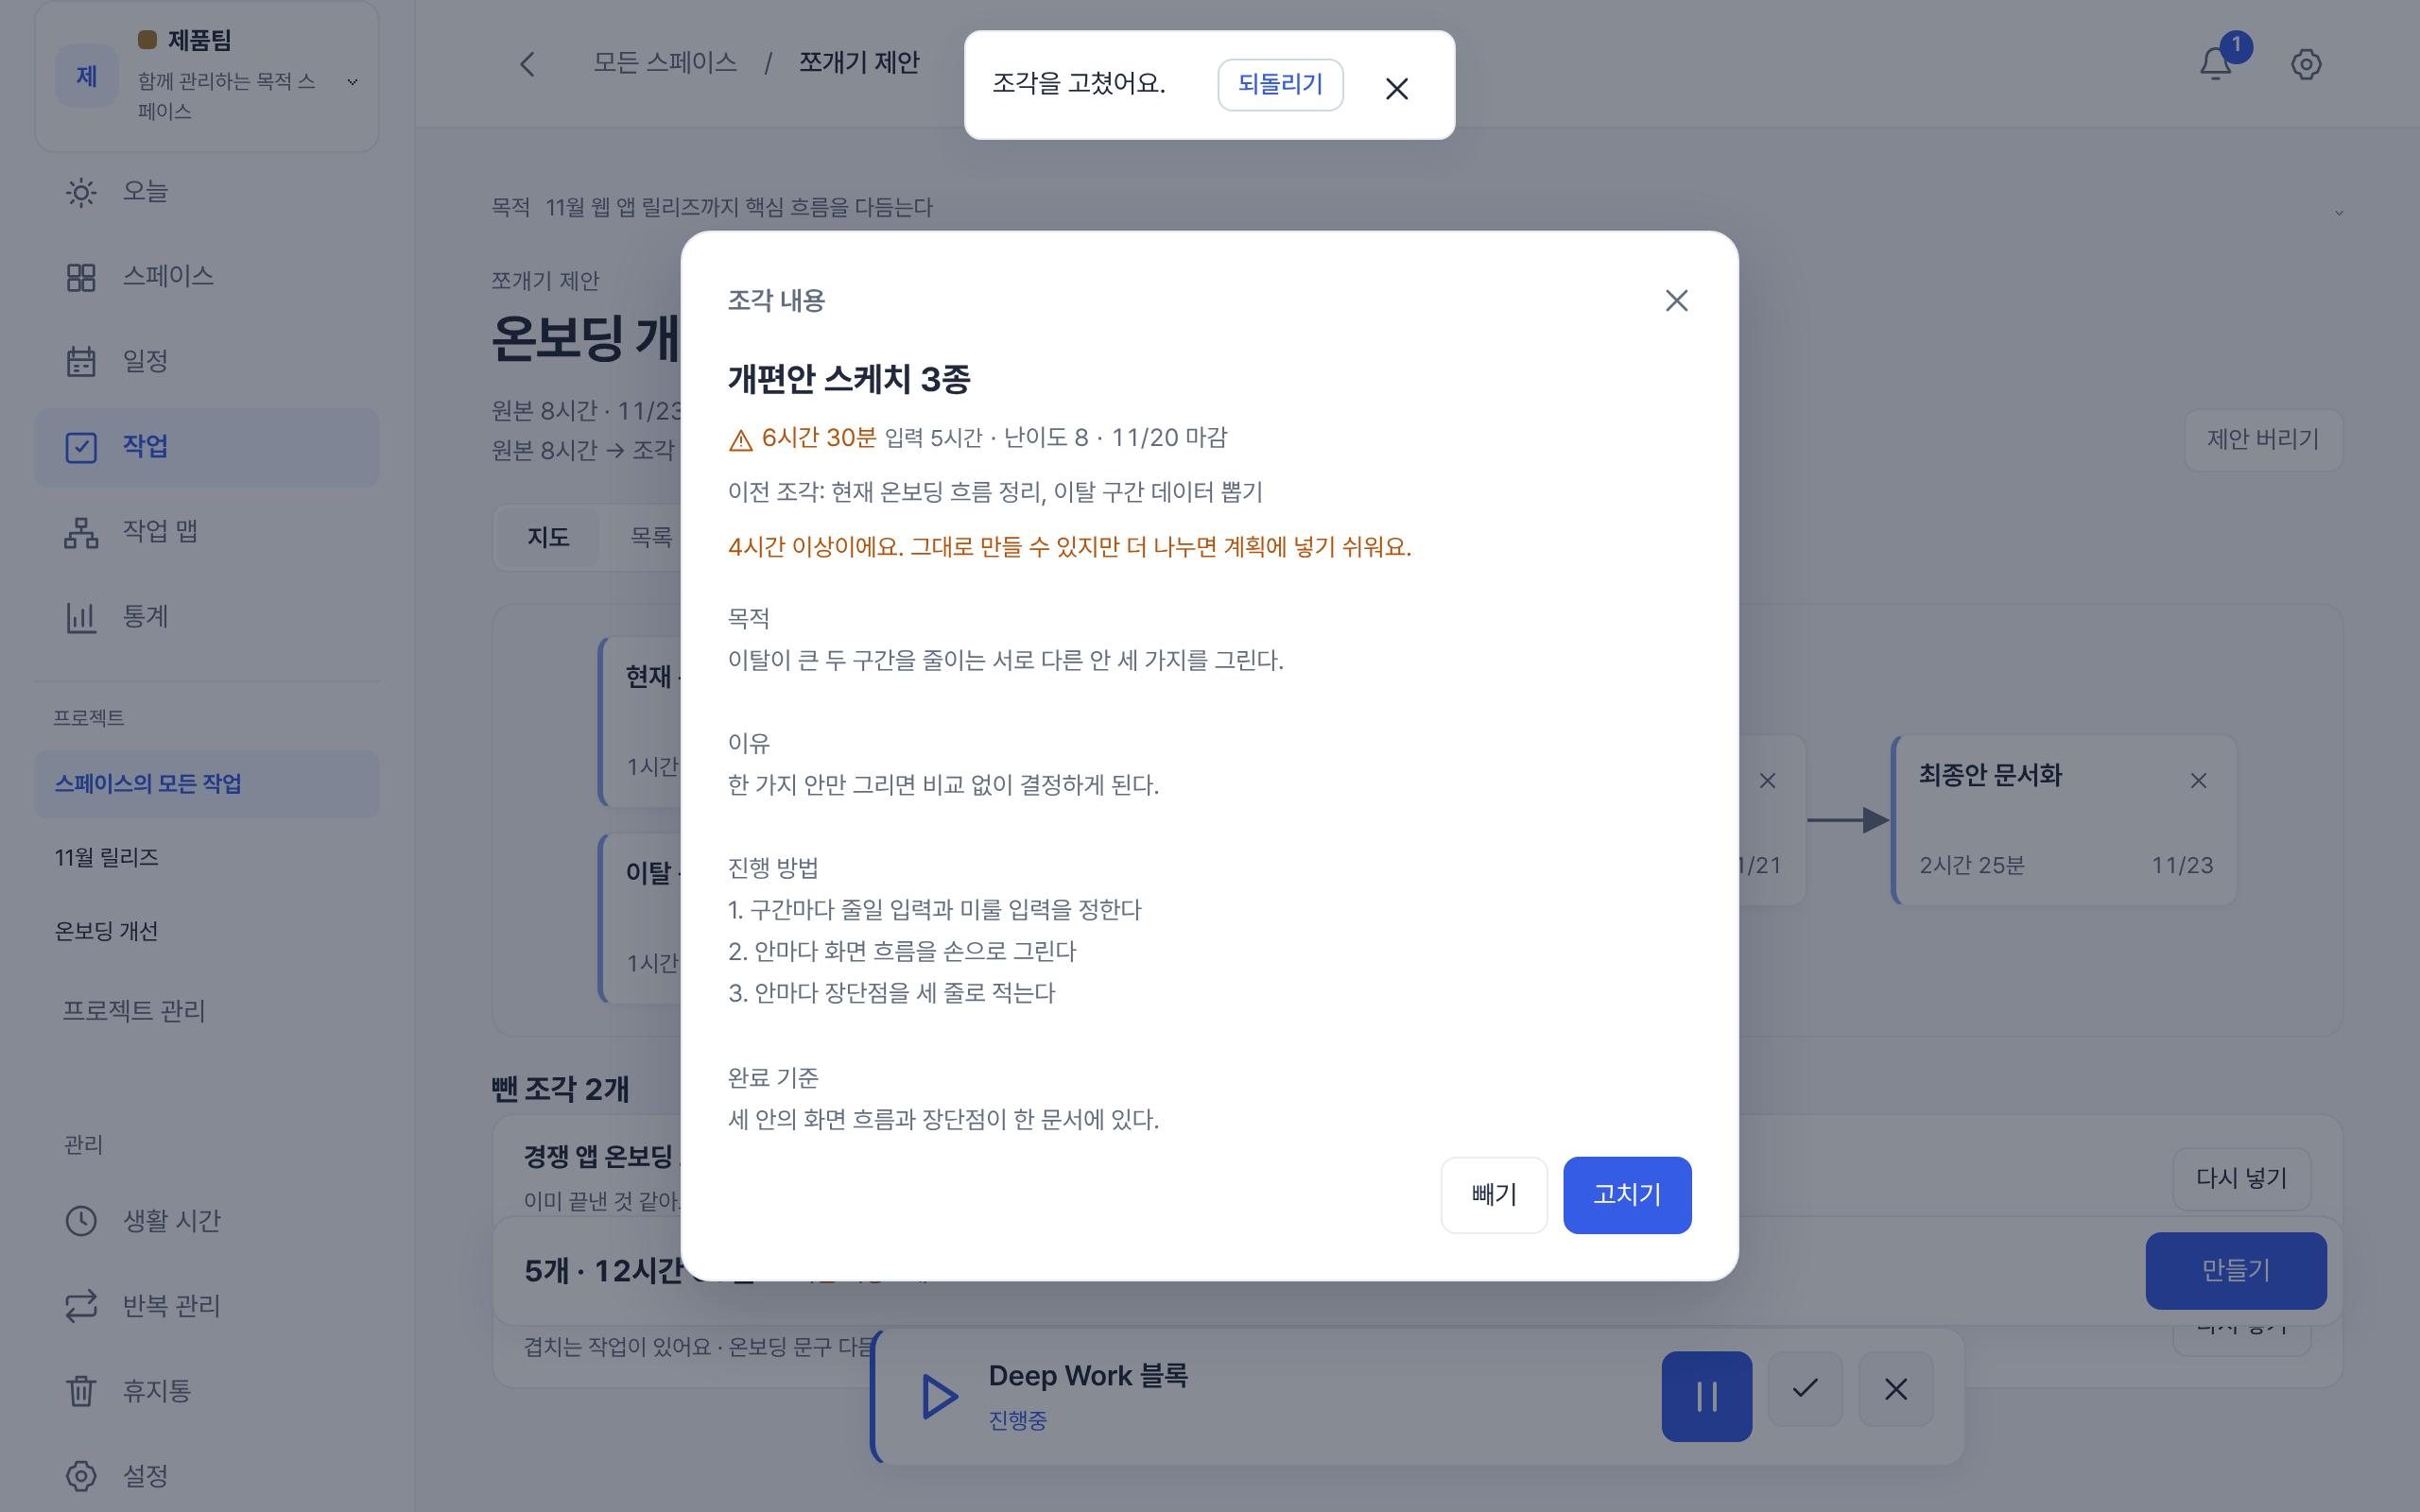 제품팀
제
함께 관리하는 목적 스
페이스
오늘
스페이스
일정
작업
작업 맵
통계
프로젝트
스페이스의 모든 작업
11월 릴리즈
온보딩 개선
프로젝트 관리
관리
생활 시간
반복 관리
휴지통
설정
모든 스페이스 / 쪼개기 제안
조각을 고쳤어요.
되돌리기
1
목적 11월 웹 앱 릴리즈까지 핵심 흐름을 다듬는다
쪼개기 제안
온보딩
원본 8시간 · 11/23
원본 8시간 → 조각
제안 버리기
지도
목록
현재
1시간
이탈
1시간
1/21
최종안 문서화
2시간 25분
11/23
조각 내용
개편안 스케치 3종
6시간 30분 입력 5시간 · 난이도 8 · 11/20 마감
이전 조각: 현재 온보딩 흐름 정리, 이탈 구간 데이터 뽑기
4시간 이상이에요. 그대로 만들 수 있지만 더 나누면 계획에 넣기 쉬워요.
목적
이탈이 큰 두 구간을 줄이는 서로 다른 안 세 가지를 그린다.
이유
한 가지 안만 그리면 비교 없이 결정하게 된다.
진행 방법
1. 구간마다 줄일 입력과 미룰 입력을 정한다
2. 안마다 화면 흐름을 손으로 그린다
3. 안마다 장단점을 세 줄로 적는다
완료 기준
세 안의 화면 흐름과 장단점이 한 문서에 있다.
빼기
고치기
뺀 조각 2개
경쟁 앱 온보딩
이미 끝낸 것 같아
다시 넣기
5개 · 12시간
만들기
겹치는 작업이 있어요 · 온보딩 문구 다듬
Deep Work 블록
진행중